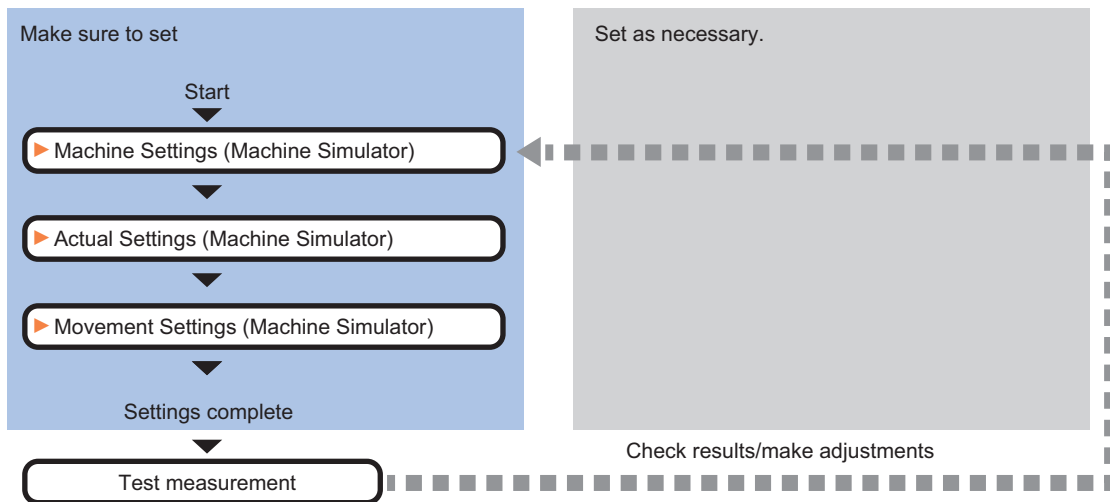 Make sure to set
Start
Machine Settings (Machine Simulator)
Actual Settings (Machine Simulator)
Movement Settings (Machine Simulator)
Settings complete
Test measurement
Set as necessary.
Check results/make adjustments